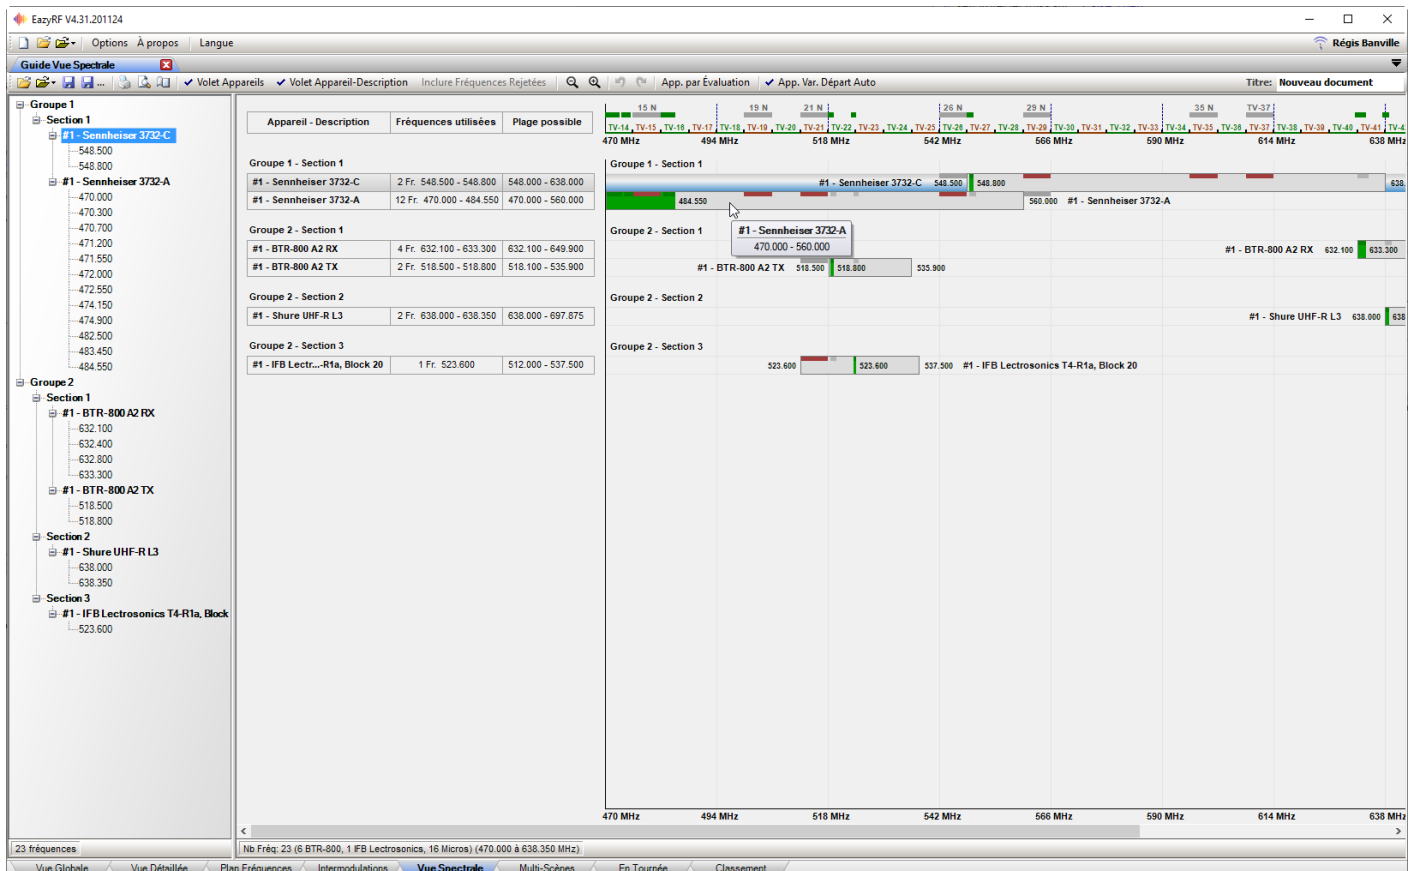 EazyRF V4.31.201124
Options À propos Langue
Régis Banville
Guide Vue Spectrale
... Volet Appareils Volet Appareil-Description Inclure Fréquences Rejetées App. par Évaluation App. Var. Départ Auto
Titre: Nouveau document
Groupe 1
Section 1
#1 - Sennheiser 3732-C
548.500
548.800
#1 - Sennheiser 3732-A
470.000
470.300
470.700
471.200
471.550
472.000
472.550
474.150
474.900
482.500
483.450
484.550
Groupe 2
Section 1
#1 - BTR-800 A2 RX
632.100
632.400
632.800
633.300
#1 - BTR-800 A2 TX
518.500
518.800
Section 2
#1 - Shure UHF-R L3
638.000
638.350
Section 3
#1 - IFB Lectrosonics T4-R1a, Block
523.600
23 fréquences
Appareil - Description Fréquences utilisées Plage possible
Groupe 1 - Section 1
#1 - Sennheiser 3732-C 2 Fr. 548.500 - 548.800 548.000 - 638.000
#1 - Sennheiser 3732-A 12 Fr. 470.000 - 484.550 470.000 - 560.000
Groupe 2 - Section 1
#1 - BTR-800 A2 RX 4 Fr. 632.100 - 633.300 632.100 - 649.900
#1 - BTR-800 A2 TX 2 Fr. 518.500 - 518.800 518.100 - 535.900
Groupe 2 - Section 2
#1 - Shure UHF-R L3 2 Fr. 638.000 - 638.350 638.000 - 697.875
Groupe 2 - Section 3
#1 - IFB Lectr...-R1a, Block 20 1 Fr. 523.600 512.000 - 537.500
15 N 19 N 21 N 26 N 29 N 35 N TV-37
TV-14 TV-15 TV-16 TV-17 TV-18 TV-19 TV-20 TV-21 TV-22 TV-23 TV-24 TV-25 TV-26 TV-27 TV-28 TV-29 TV-30 TV-31 TV-32 TV-33 TV-34 TV-35 TV-36 TV-37 TV-38 TV-39 TV-40 TV-41 TV-4
470 MHz 494 MHz 518 MHz 542 MHz 566 MHz 590 MHz 614 MHz 638 MHz
Groupe 1 - Section 1
#1 - Sennheiser 3732-C 548.500 548.800 638.
484.550 560.000 #1 - Sennheiser 3732-A
Groupe 2 - Section 1
#1 - Sennheiser 3732-A
470.000 - 560.000
#1 - BTR-800 A2 RX 632.100 633.300
#1 - BTR-800 A2 TX 518.500 518.800 535.900
Groupe 2 - Section 2
#1 - Shure UHF-R L3 638.000 638
Groupe 2 - Section 3
523.600 523.600 537.500 #1 - IFB Lectrosonics T4-R1a, Block 20
470 MHz 494 MHz 518 MHz 542 MHz 566 MHz 590 MHz 614 MHz 638 MHz
Nb Fréq: 23 (6 BTR-800, 1 IFB Lectrosonics, 16 Micros) (470.000 à 638.350 MHz)
Vue Globale Vue Détaillée Plan Fréquences Intermodulations Vue Spectrale Multi-Scènes En Tournée Classement